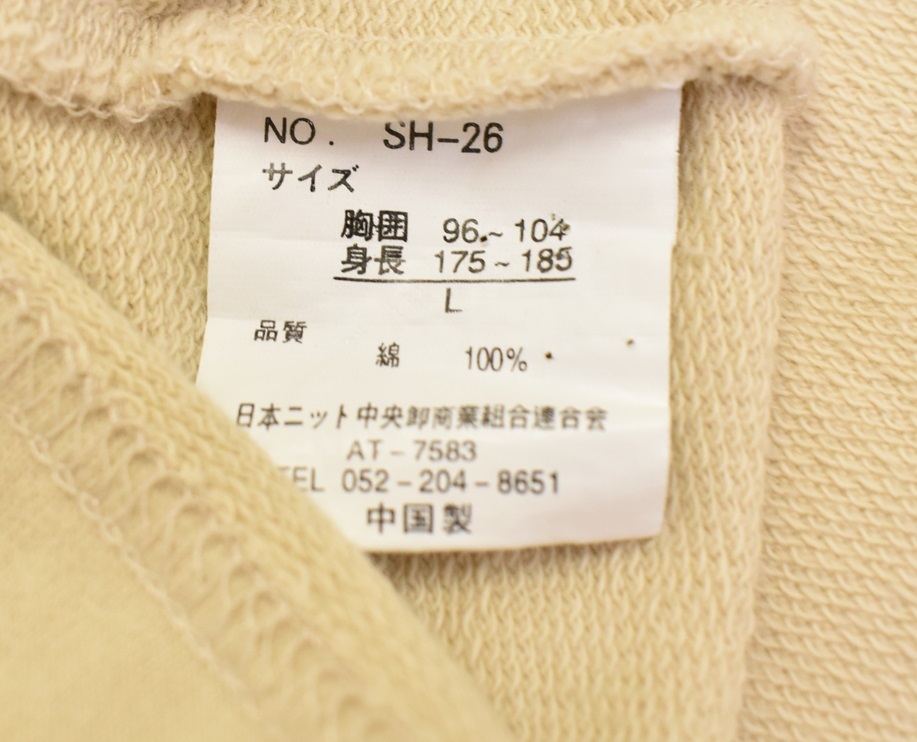 NO. SH-26
サイズ
胸囲 96~104
身長 175~185
L
品質
綿 100%
日本ニット中央卸商業組合連合会
AT-7583
TEL 052-204-8651
中国製